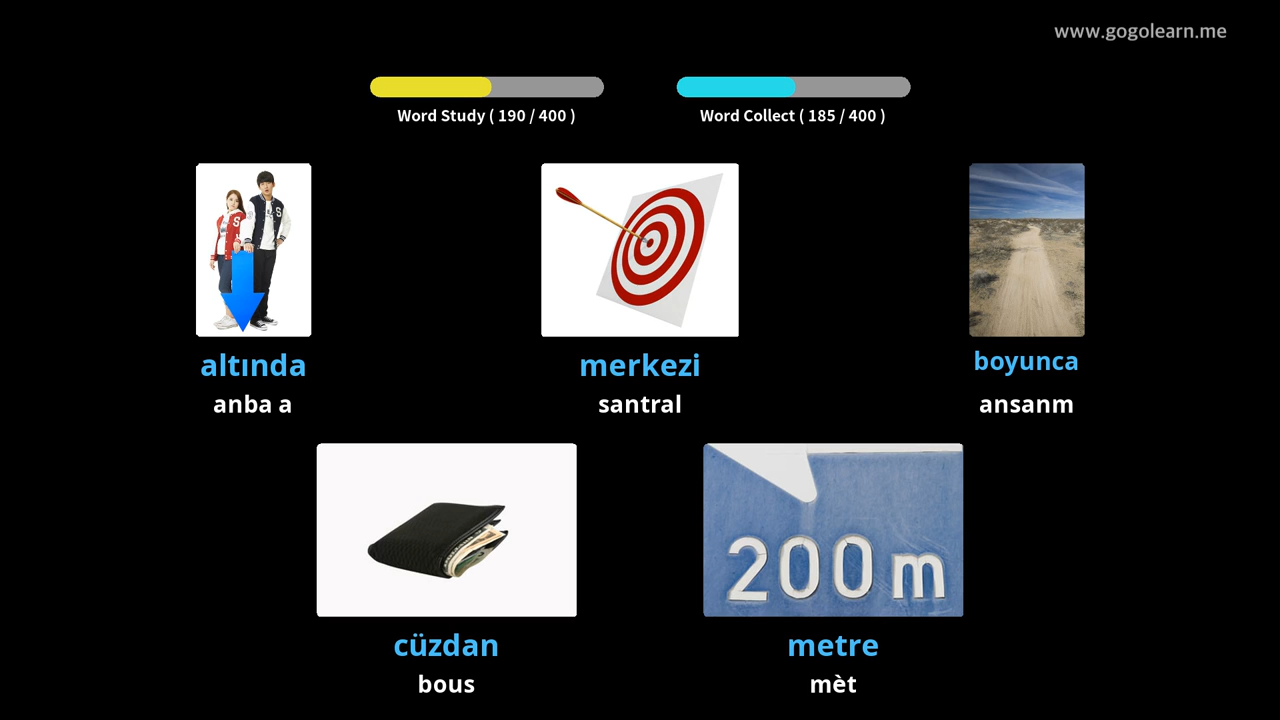 www.gogolearn.me
Word Study ( 190 / 400 )
Word Collect ( 185 / 400 )
S
S
altında
merkezi
boyunca
anba a
santral
ansanm
200m
cüzdan
metre
bous
mèt